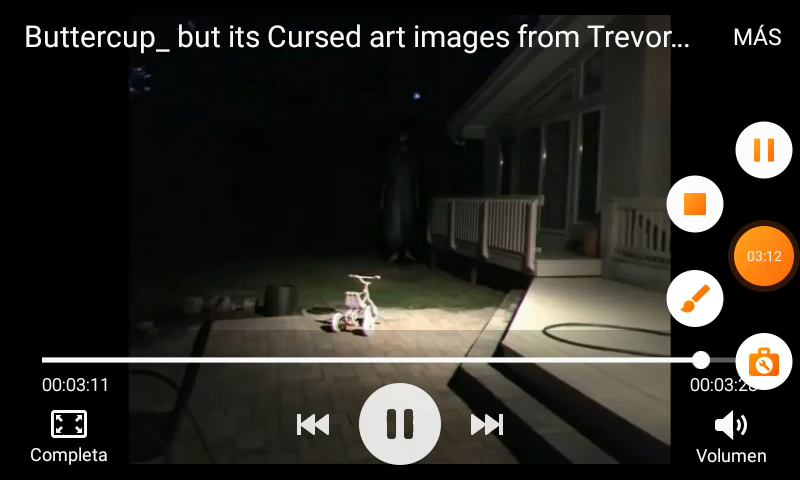 Buttercup_ but its Cursed art images from Trevor...
MÁS
03:12
00:03:11
00:03:2
Completa
Volumen